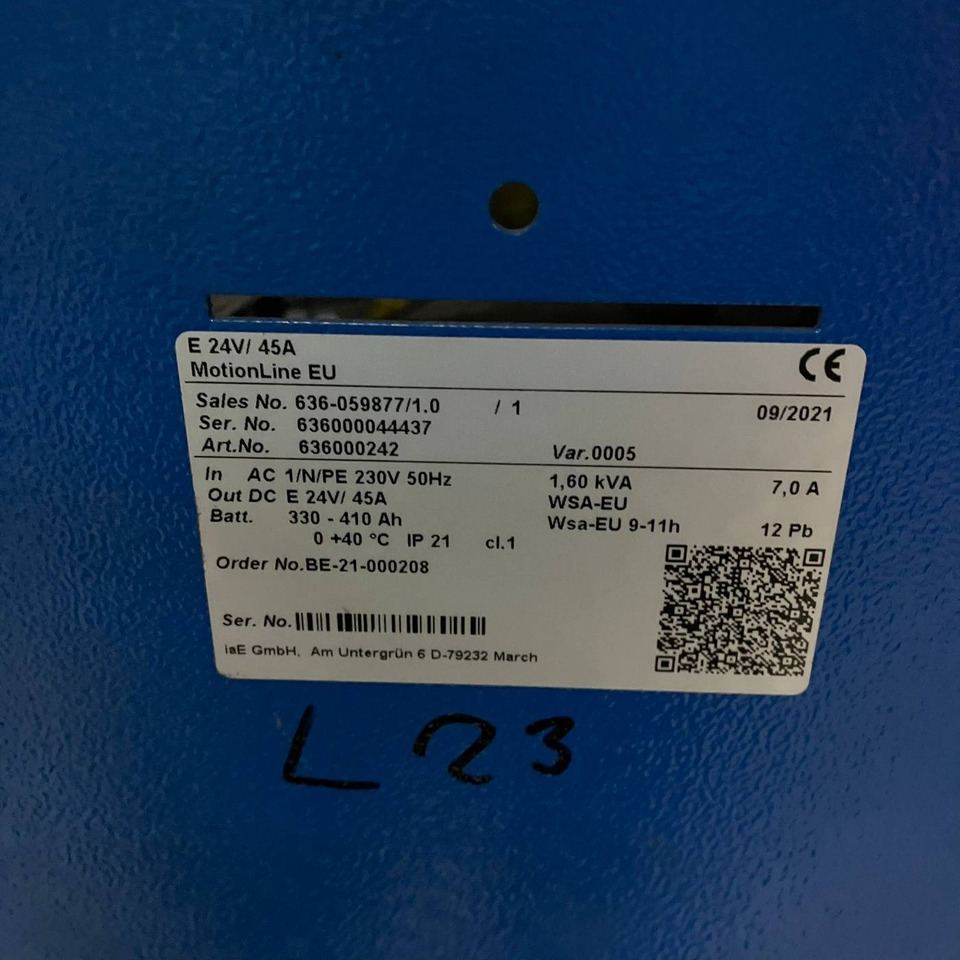 E 24V/ 45A
MotionLine EU
CE
Sales No. 636-059877/1.0 / 1 09/2021
Ser. No. 636000044437
Art.No. 636000242 Var.0005
In AC 1/N/PE 230V 50Hz 1,60 kVA 7,0 A
Out DC E 24V/ 45A WSA-EU
Batt. 330 - 410 Ah Wsa-EU 9-11h 12 Pb
0 +40 °C IP 21 cl.1
Order No.BE-21-000208
Ser. No.
iaE GmbH, Am Untergrün 6 D-79232 March
L 23